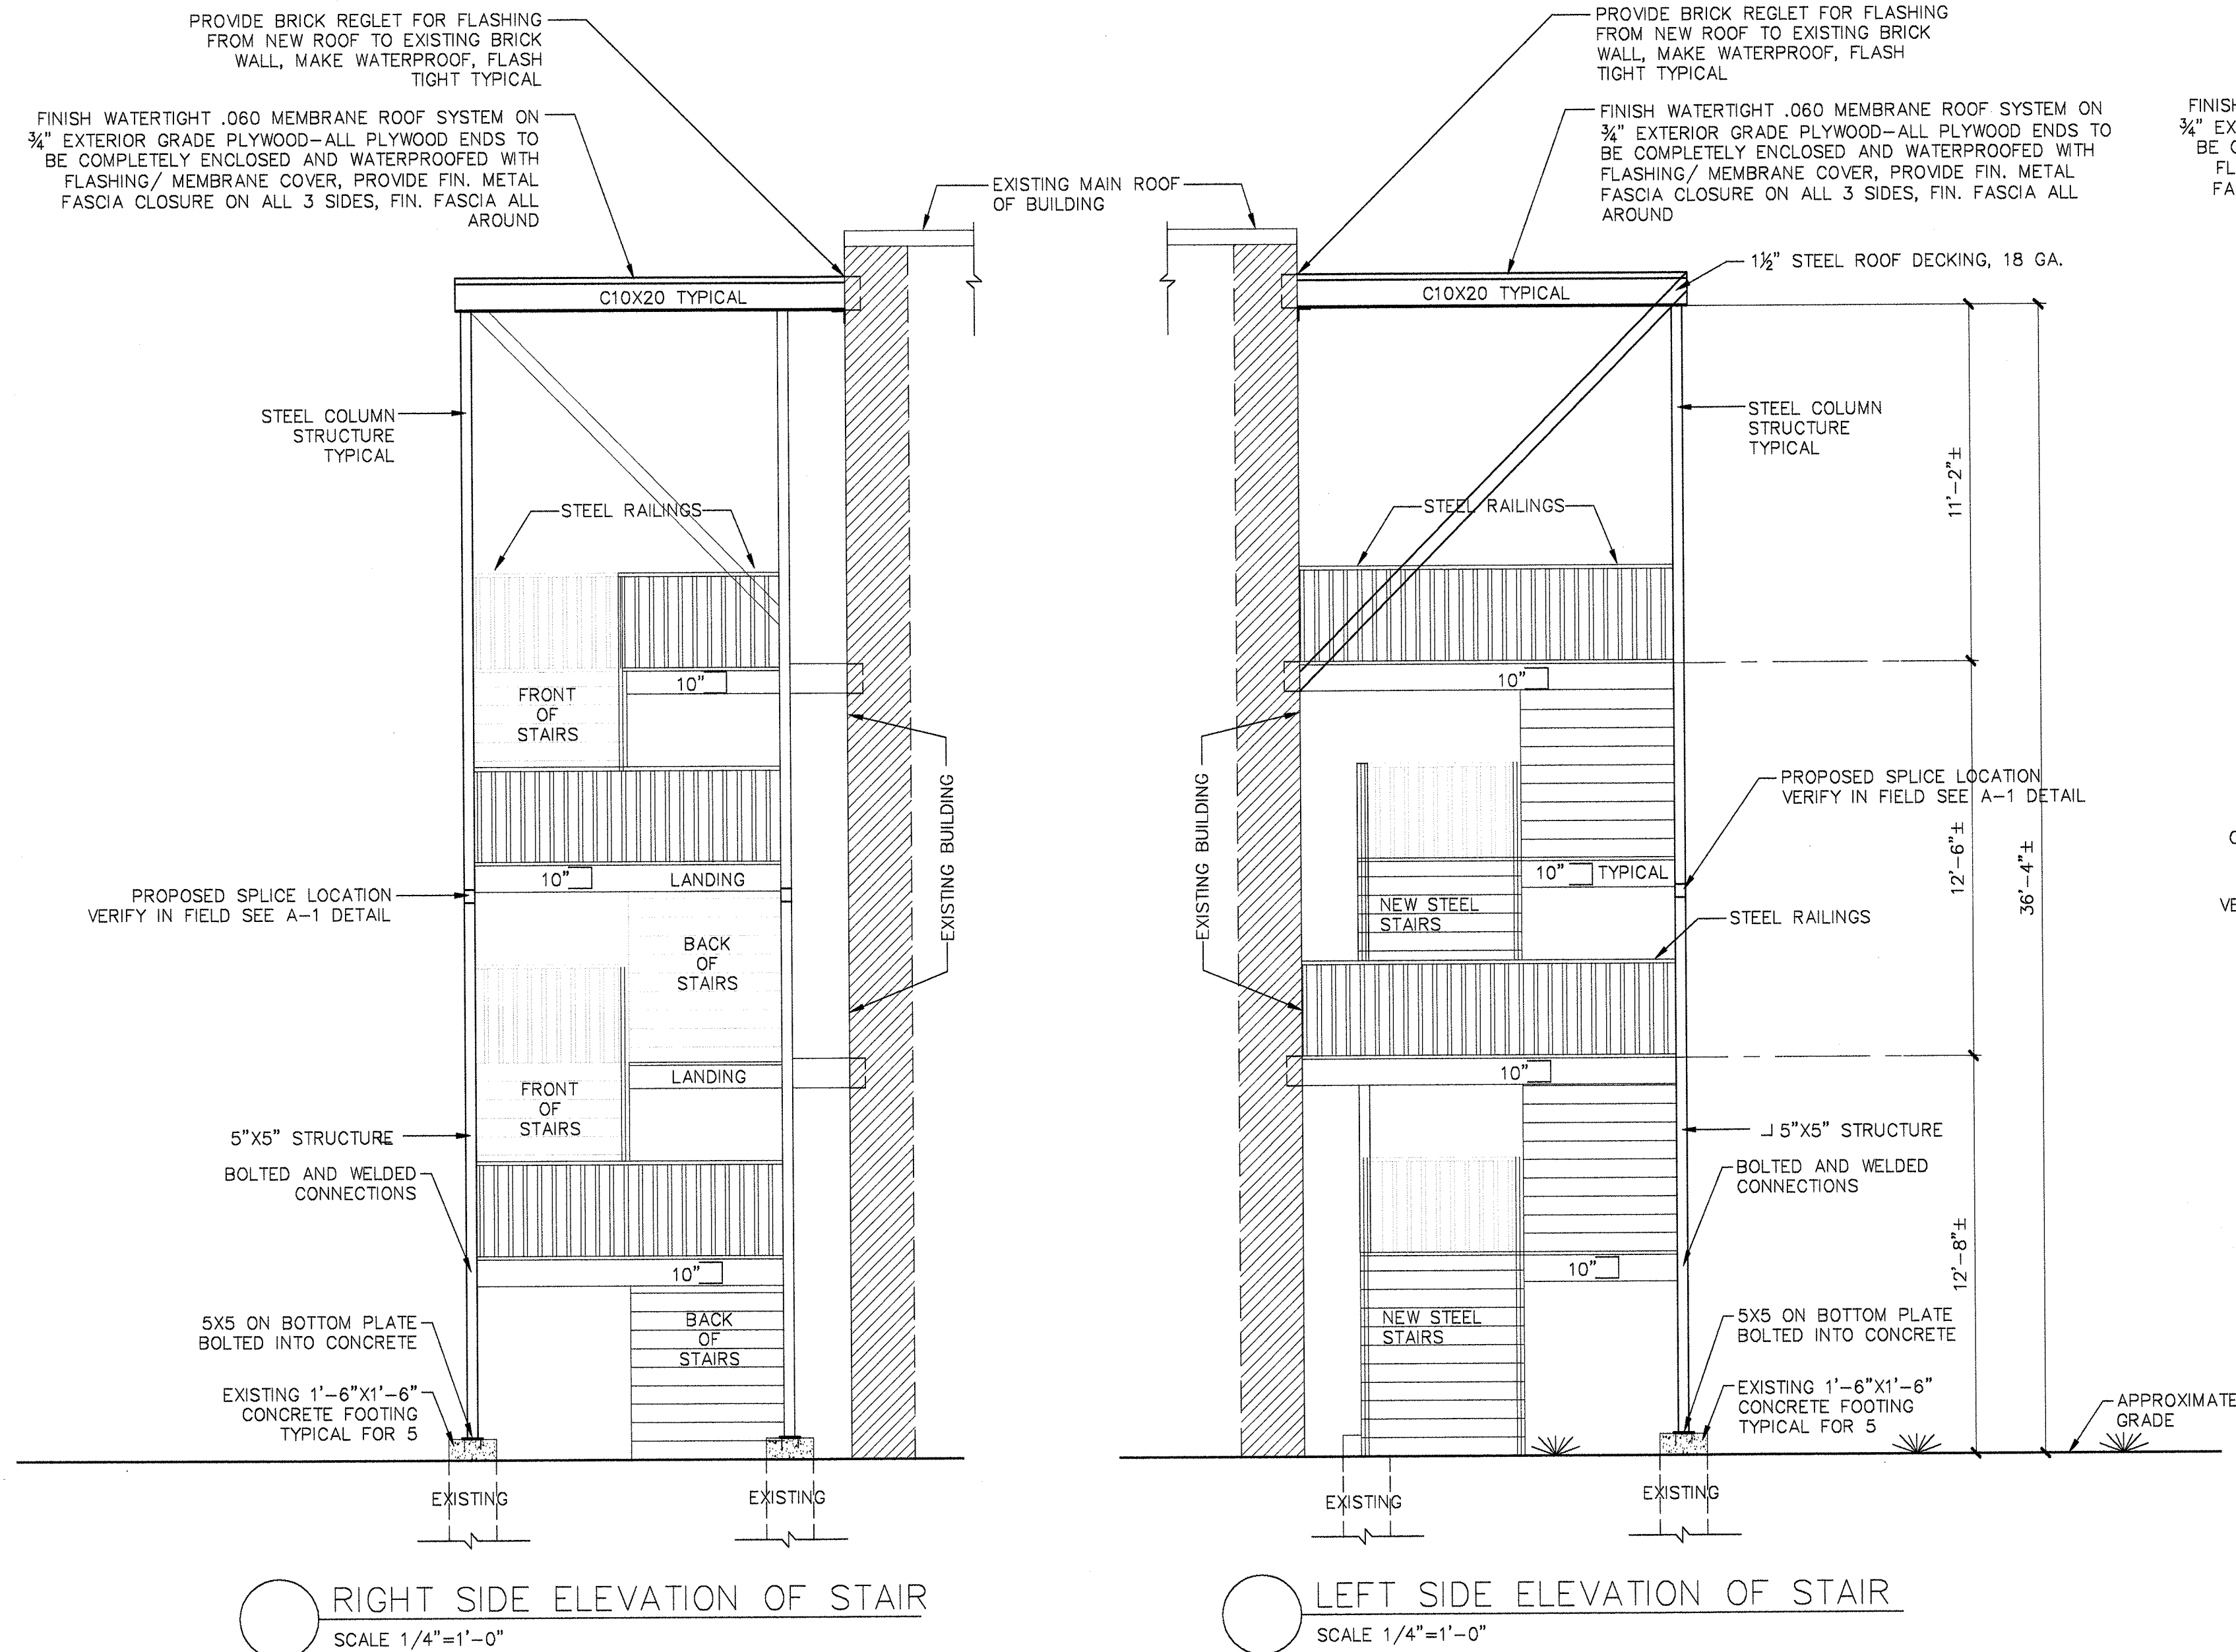 PROVIDE BRICK REGLET FOR FLASHING
FROM NEW ROOF TO EXISTING BRICK
WALL, MAKE WATERPROOF, FLASH
TIGHT TYPICAL
FINISH WATERTIGHT .060 MEMBRANE ROOF SYSTEM ON
¾" EXTERIOR GRADE PLYWOOD-ALL PLYWOOD ENDS TO
BE COMPLETELY ENCLOSED AND WATERPROOFED WITH
FLASHING/ MEMBRANE COVER, PROVIDE FIN. METAL
FASCIA CLOSURE ON ALL 3 SIDES, FIN. FASCIA ALL
AROUND
EXISTING MAIN ROOF
OF BUILDING
C10X20 TYPICAL
STEEL COLUMN
STRUCTURE
TYPICAL
STEEL RAILINGS
10"
FRONT
OF
STAIRS
EXISTING BUILDING
10"
LANDING
PROPOSED SPLICE LOCATION
VERIFY IN FIELD SEE A-1 DETAIL
BACK
OF
STAIRS
LANDING
FRONT
OF
STAIRS
5"X5" STRUCTURE
BOLTED AND WELDED
CONNECTIONS
10"
5X5 ON BOTTOM PLATE
BOLTED INTO CONCRETE
BACK
OF
STAIRS
EXISTING 1'-6"X1'-6"
CONCRETE FOOTING
TYPICAL FOR 5
EXISTING
EXISTING
RIGHT SIDE ELEVATION OF STAIR
SCALE 1/4"=1'-0"
PROVIDE BRICK REGLET FOR FLASHING
FROM NEW ROOF TO EXISTING BRICK
WALL, MAKE WATERPROOF, FLASH
TIGHT TYPICAL
FINISH WATERTIGHT .060 MEMBRANE ROOF SYSTEM ON
¾" EXTERIOR GRADE PLYWOOD-ALL PLYWOOD ENDS TO
BE COMPLETELY ENCLOSED AND WATERPROOFED WITH
FLASHING/ MEMBRANE COVER, PROVIDE FIN. METAL
FASCIA CLOSURE ON ALL 3 SIDES, FIN. FASCIA ALL
AROUND
1½" STEEL ROOF DECKING, 18 GA.
C10X20 TYPICAL
STEEL COLUMN
STRUCTURE
TYPICAL
11'-2"±
STEEL RAILINGS
10"
EXISTING BUILDING
PROPOSED SPLICE LOCATION
VERIFY IN FIELD SEE A-1 DETAIL
12'-6"±
36'-4"±
10"
TYPICAL
NEW STEEL
STAIRS
STEEL RAILINGS
10"
5"X5" STRUCTURE
BOLTED AND WELDED
CONNECTIONS
12'-8"±
10"
NEW STEEL
STAIRS
5X5 ON BOTTOM PLATE
BOLTED INTO CONCRETE
EXISTING 1'-6"X1'-6"
CONCRETE FOOTING
TYPICAL FOR 5
APPROXIMATE
GRADE
EXISTING
EXISTING
LEFT SIDE ELEVATION OF STAIR
SCALE 1/4"=1'-0"